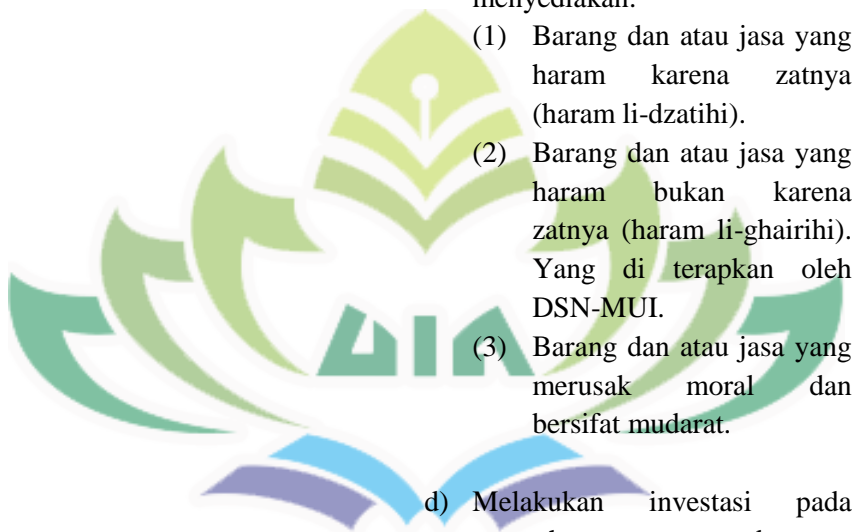 menyediakan:
(1) Barang dan atau jasa yang
haram karena zatnya
(haram li-dzatihi).
(2) Barang dan atau jasa yang
haram bukan karena
zatnya (haram li-ghairihi).
Yang di terapkan oleh
DSN-MUI.
(3) Barang dan atau jasa yang
merusak moral dan
bersifat mudarat.
d) Melakukan investasi pada